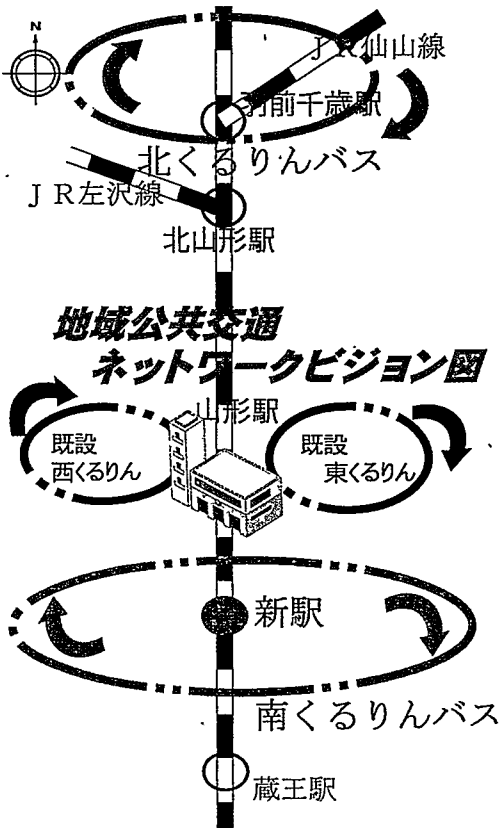 N
JR仙山線
羽前千歳駅
北くるりんバス
JR左沢線
北山形駅
地域公共交通
ネットワークビジョン図
山形駅
既設
西くるりん
既設
東くるりん
新駅
南くるりんバス
蔵王駅